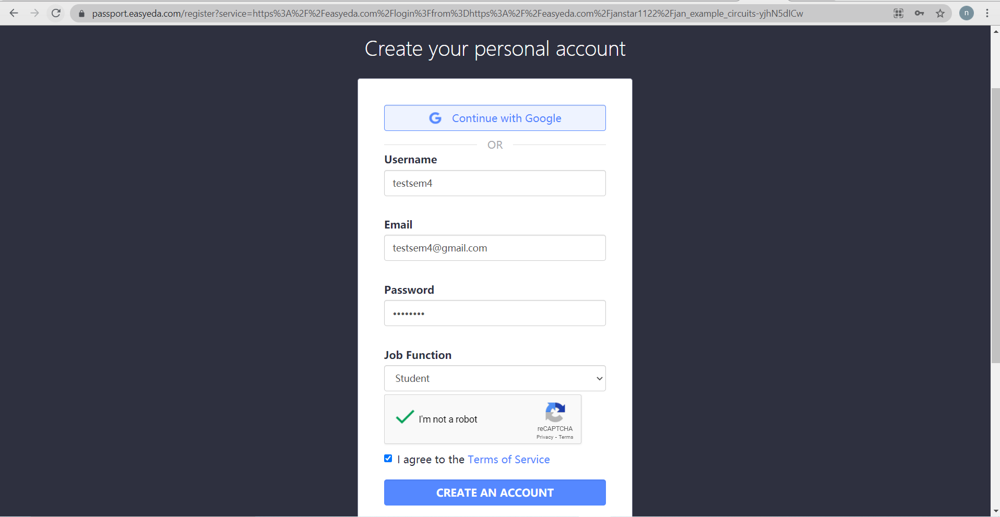 passport.easyeda.com/register?service=https%3A%2F%2Feasyeda.com%2Flogin%3Ffrom%3Dhttps%3A%2F%2Feasyeda.com%2Fjanstar1122%2Fjan_example_circuits-yjhN5dICw
n
Create your personal account
G Continue with Google
OR
Username
testsem4
Email
testsem4@gmail.com
Password
••••••••
Job Function
Student
I'm not a robot
reCAPTCHA
Privacy - Terms
I agree to the Terms of Service
CREATE AN ACCOUNT